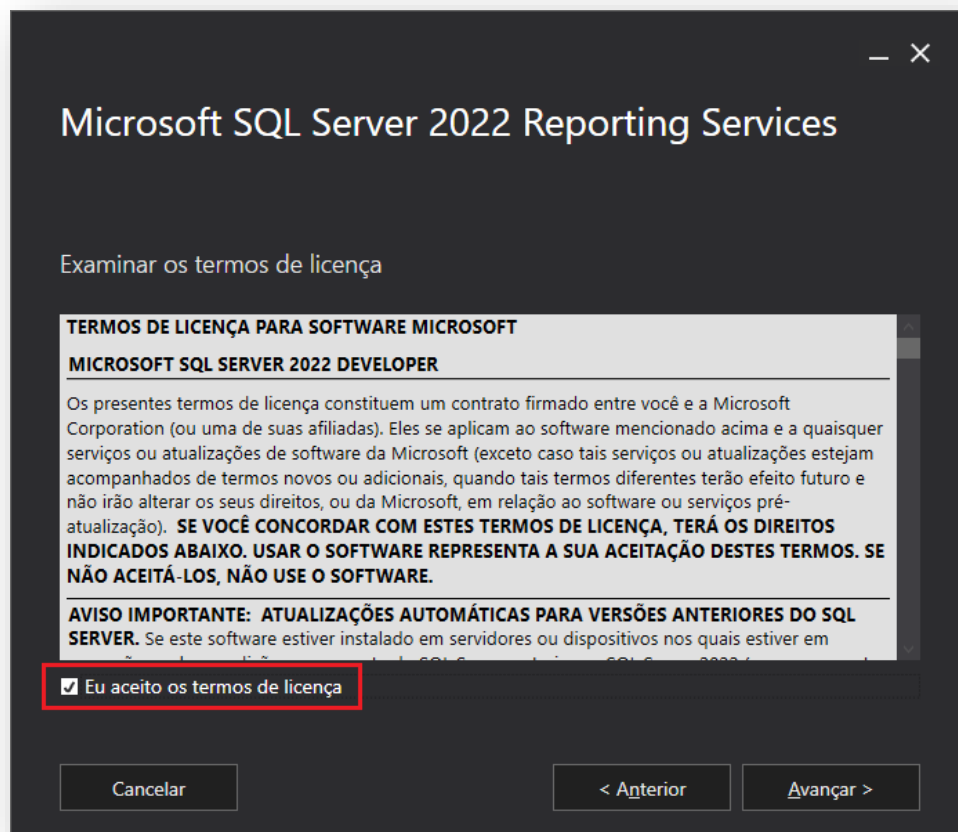 Microsoft SQL Server 2022 Reporting Services
Examinar os termos de licença
TERMOS DE LICENÇA PARA SOFTWARE MICROSOFT
MICROSOFT SQL SERVER 2022 DEVELOPER
Os presentes termos de licença constituem um contrato firmado entre você e a Microsoft
Corporation (ou uma de suas afiliadas). Eles se aplicam ao software mencionado acima e a quaisquer
serviços ou atualizações de software da Microsoft (exceto caso tais serviços ou atualizações estejam
acompanhados de termos novos ou adicionais, quando tais termos diferentes terão efeito futuro e
não irão alterar os seus direitos, ou da Microsoft, em relação ao software ou serviços pré-
atualização). SE VOCÊ CONCORDAR COM ESTES TERMOS DE LICENÇA, TERÁ OS DIREITOS
INDICADOS ABAIXO. USAR O SOFTWARE REPRESENTA A SUA ACEITAÇÃO DESTES TERMOS. SE
NÃO ACEITÁ-LOS, NÃO USE O SOFTWARE.
AVISO IMPORTANTE: ATUALIZAÇÕES AUTOMÁTICAS PARA VERSÕES ANTERIORES DO SQL
SERVER. Se este software estiver instalado em servidores ou dispositivos nos quais estiver em
Eu aceito os termos de licença
Cancelar
< Anterior
Avançar >